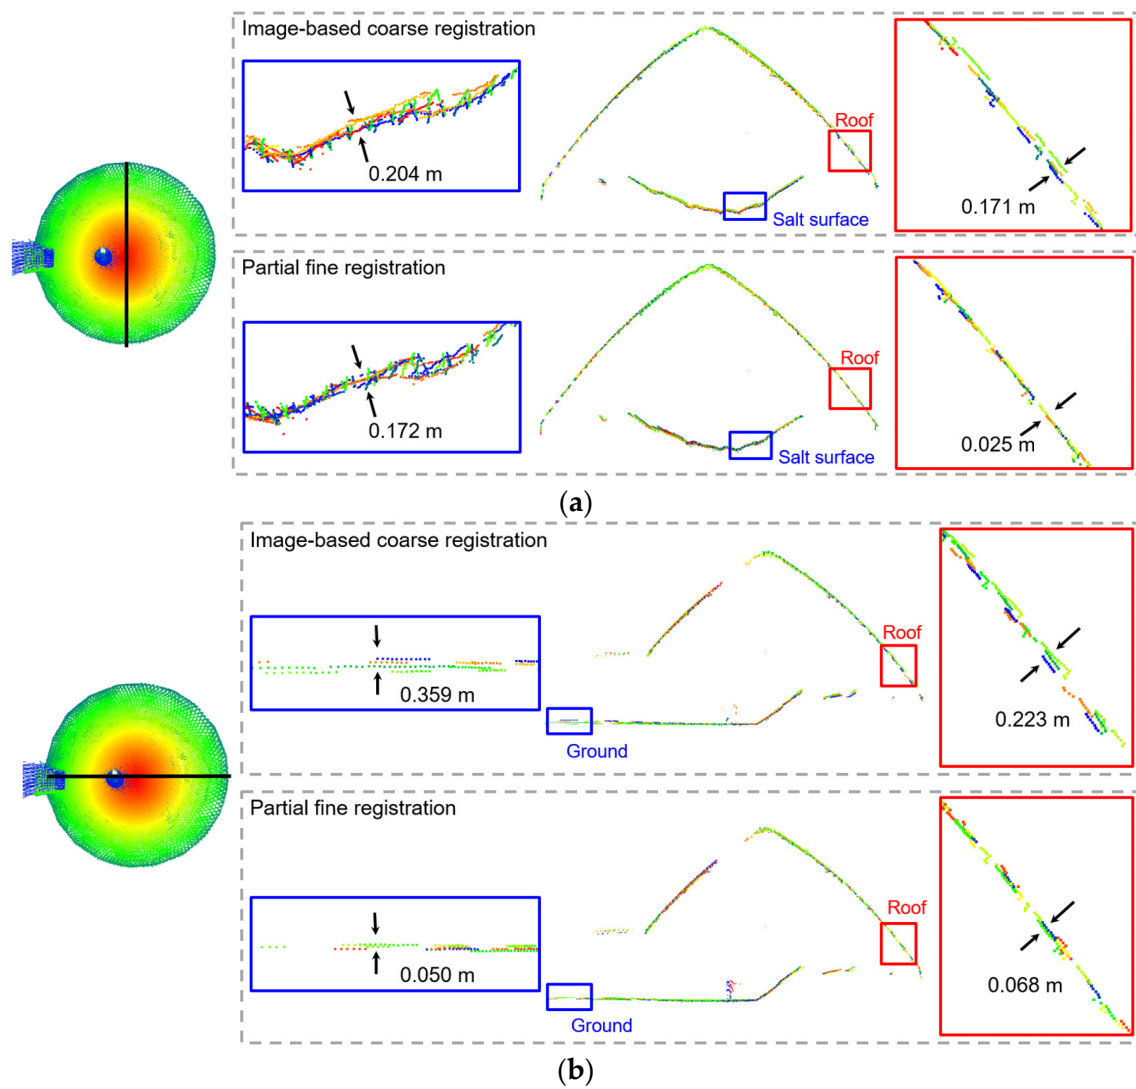 Image-based coarse registration
0.204 m
Roof
Salt surface
0.171 m
Partial fine registration
0.172 m
Roof
Salt surface
0.025 m
(a)
Image-based coarse registration
0.359 m
Roof
Ground
0.223 m
Partial fine registration
0.050 m
Roof
Ground
0.068 m
(b)